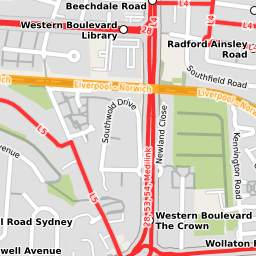 Beechdale Road
L4
L4
L4
Western Boulevard
Library
28
Radford Ainsley
Road
Southfield Road
Liverpool - Norwich
Liverpool - Norwich
L5
Southwold Drive
Newland Close
Kennington Road
28,53,54,Medilink
L5
Western Boulevard
The Crown
l Road Sydney
well Avenue
Wollaton R